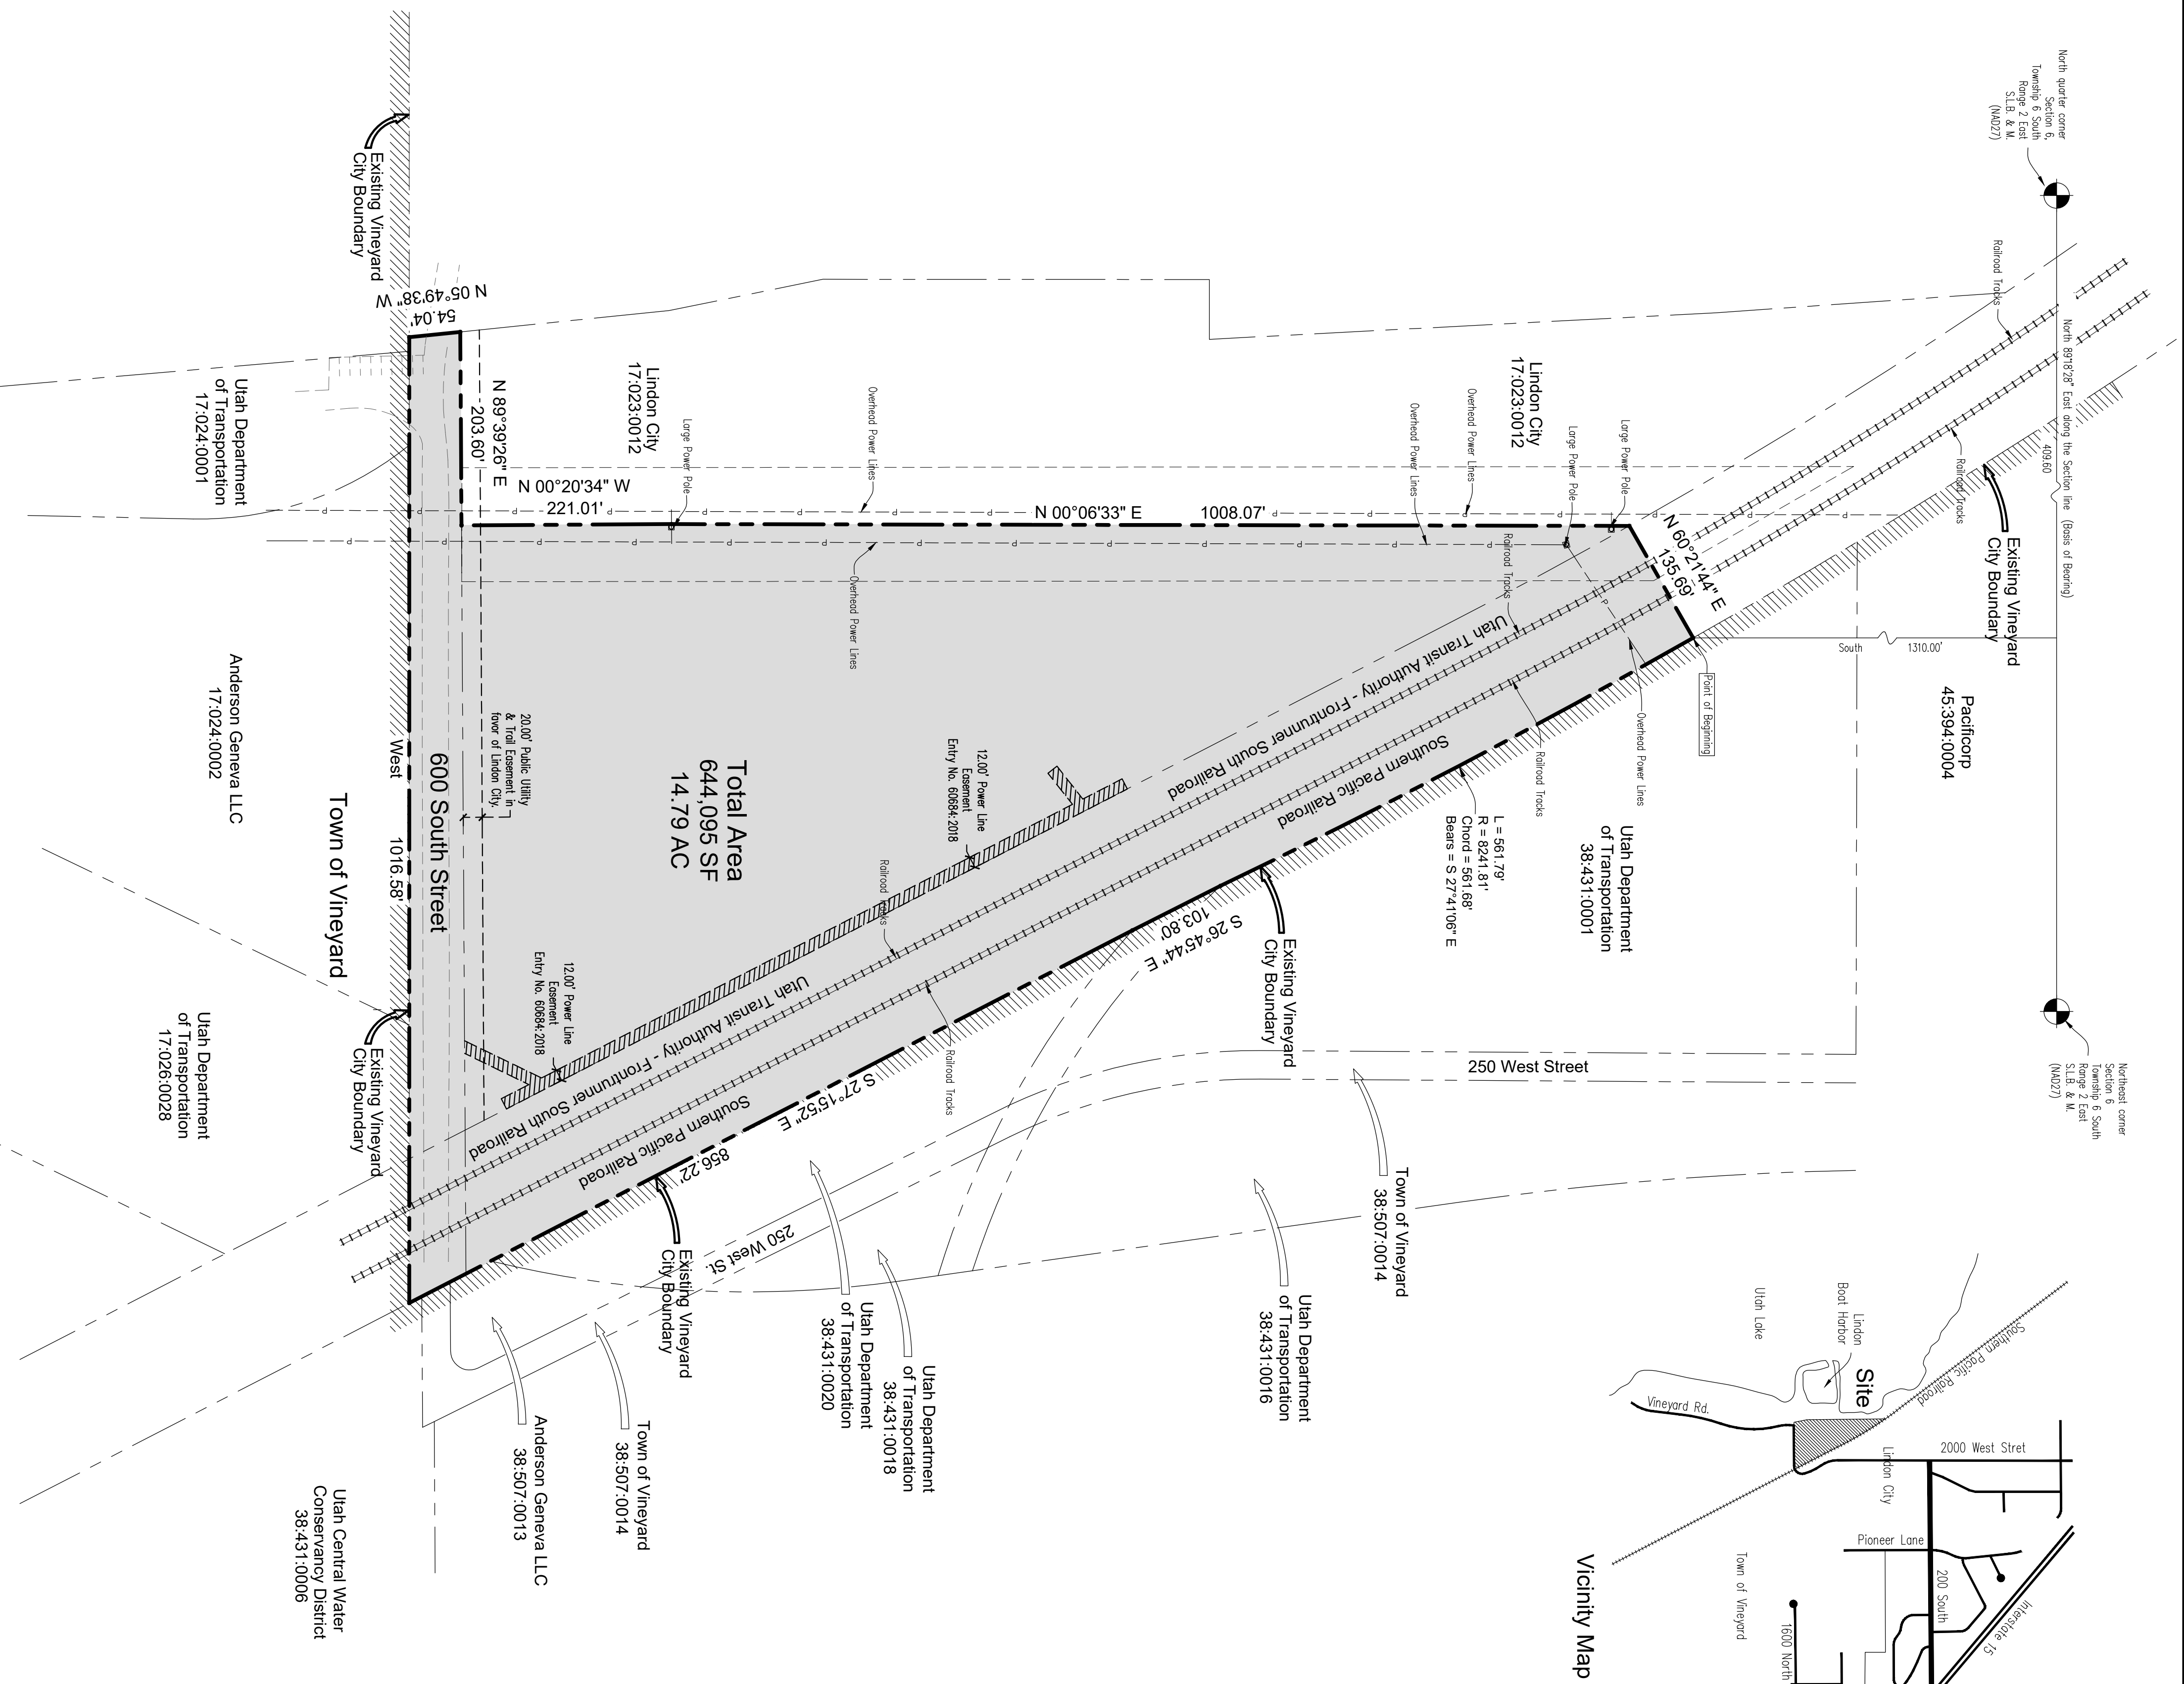 North quarter corner
Section 6,
Township 6 South
Range 2 East
S.L.B. & M.
(NAD27)
North 89°18'28" East along the Section line (Basis of Bearing)
409.60
Northeast corner
Section 6
Township 6 South
Range 2 East
S.L.B. & M.
(NAD27)
Railroad Tracks
Railroad Tracks
Existing Vineyard
City Boundary
South 1310.00'
Pacificorp
45:394:0004
Point of Beginning
N 60°21'44" E
135.69'
Large Power Pole
Large Power Pole
Lindon City
17:023:0012
Overhead Power Lines
Overhead Power Lines
Railroad Tracks
P
Overhead Power Lines
Utah Department
of Transportation
38:431:0001
Railroad Tracks
L = 561.79'
R = 8241.81'
Chord = 561.68'
Bears = S 27°41'06" E
Utah Transit Authority - Frontrunner South Railroad
Southern Pacific Railroad
250 West Street
Town of Vineyard
38:507:0014
N 00°06'33" E 1008.07'
Existing Vineyard
City Boundary
S 26°45'44" E
103.80'
Utah Department
of Transportation
38:431:0016
12.00' Power Line
Easement
Entry No. 60684:2018
Railroad Tracks
Railroad Tracks
Overhead Power Lines
Overhead Power Lines
Large Power Pole
Lindon City
17:023:0012
N 00°20'34" W
221.01'
Total Area
644,095 SF
14.79 AC
S 27°15'52" E
856.22'
Utah Transit Authority - Frontrunner South Railroad
Southern Pacific Railroad
250 West St.
Utah Department
of Transportation
38:431:0018
Utah Department
of Transportation
38:431:0020
Existing Vineyard
City Boundary
Town of Vineyard
38:507:0014
Anderson Geneva LLC
38:507:0013
12.00' Power Line
Easement
Entry No. 60684:2018
20.00' Public Utility
& Trail Easement in
favor of Lindon City.
N 89°39'26" E
203.60'
N 05°49'38" W
54.04'
600 South Street
West 1016.58'
Existing Vineyard
City Boundary
Existing Vineyard
City Boundary
Town of Vineyard
Utah Department
of Transportation
17:024:0001
Anderson Geneva LLC
17:024:0002
Utah Department
of Transportation
17:026:0028
Utah Central Water
Conservancy District
38:431:0006
Southern Pacific Railroad
Lindon
Boat Harbor
Utah Lake
Site
Vineyard Rd.
2000 West Stret
Lindon City
Pioneer Lane
200 South
Interstate 15
Town of Vineyard
1600 North
Vicinity Map